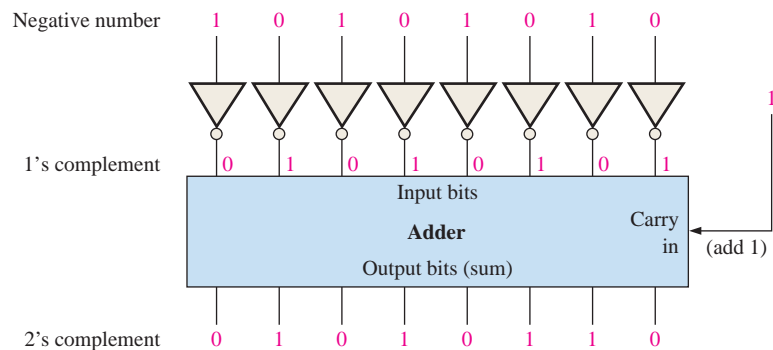 Negative number 1 0 1 0 1 0 1 0
1
1's complement 0 1 0 1 0 1 0 1
Input bits
Carry
in
Adder
(add 1)
Output bits (sum)
2's complement 0 1 0 1 0 1 1 0